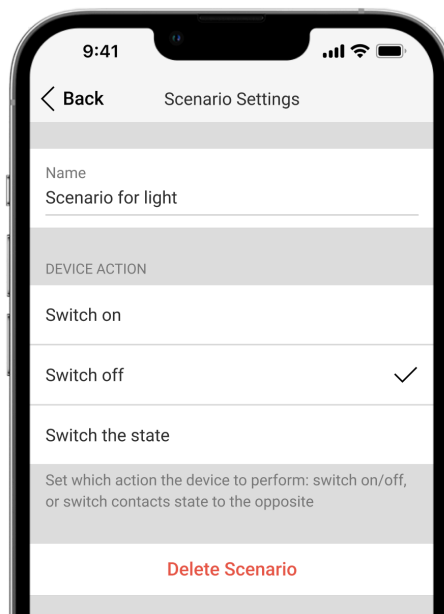 9:41
Back Scenario Settings
Name
Scenario for light
DEVICE ACTION
Switch on
Switch off
Switch the state
Set which action the device to perform: switch on/off,
or switch contacts state to the opposite
Delete Scenario